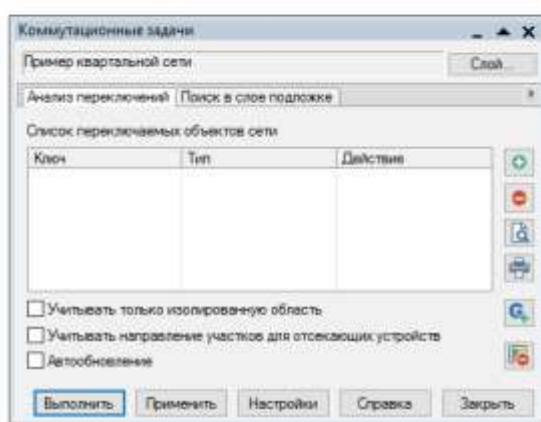 Коммутационные задачи
Пример квартальной сети
Слой...
Анализ переключений Поиск в слое подложке
Список переключаемых объектов сети
Ключ Тип Действие
Учитывать только изолированную область
Учитывать направление участков для отсекающих устройств
Автообновление
Выполнить Применить Настройки Справка Закрыть